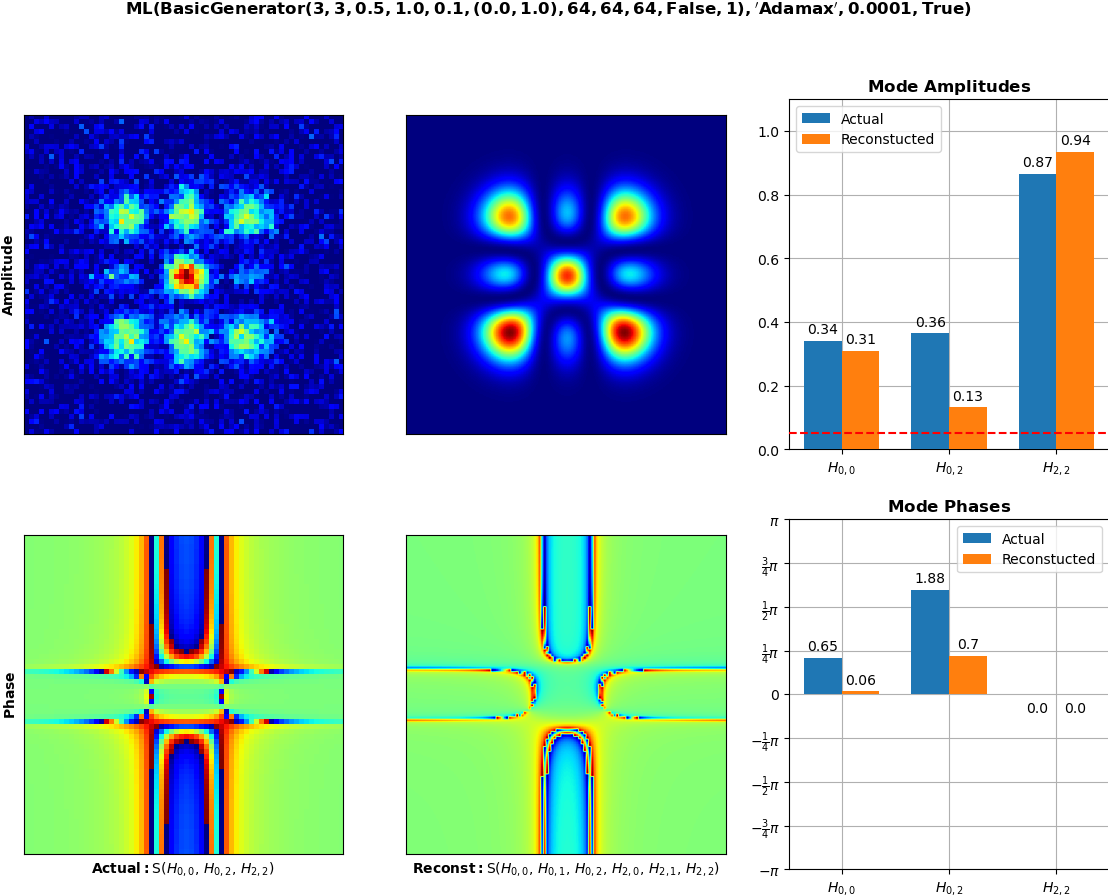 ML(BasicGenerator(3, 3, 0.5, 1.0, 0.1, (0.0, 1.0), 64, 64, 64, False, 1), ′Adamax′, 0.0001, True)
Amplitude
Mode Amplitudes
Actual
Reconstucted
1.0
0.8
0.6
0.4
0.2
0.0
0.34
0.31
0.36
0.13
0.87
0.94
H0,0
H0,2
H2,2
Phase
Actual: S(H0,0, H0,2, H2,2)
Reconst: S(H0,0, H0,1, H0,2, H2,0, H2,1, H2,2)
Mode Phases
Actual
Reconstucted
π
3/4π
1/2π
1/4π
0
−1/4π
−1/2π
−3/4π
−π
0.65
0.06
1.88
0.7
0.0
0.0
H0,0
H0,2
H2,2